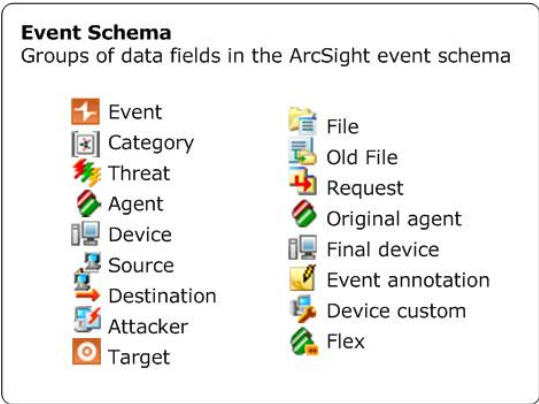 Event Schema
Groups of data fields in the ArcSight event schema
Event
Category
Threat
Agent
Device
Source
Destination
Attacker
Target
File
Old File
Request
Original agent
Final device
Event annotation
Device custom
Flex